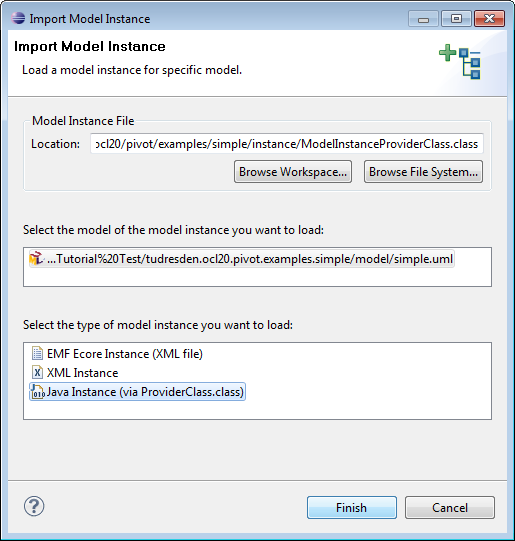 Import Model Instance
Import Model Instance
Load a model instance for specific model.
Model Instance File
Location: ocl20/pivot/examples/simple/instance/ModelInstanceProviderClass.class
Browse Workspace... Browse File System...
Select the model of the model instance you want to load:
...Tutorial%20Test/tudresden.ocl20.pivot.examples.simple/model/simple.uml
Select the type of model instance you want to load:
EMF Ecore Instance (XML file)
XML Instance
Java Instance (via ProviderClass.class)
Finish Cancel